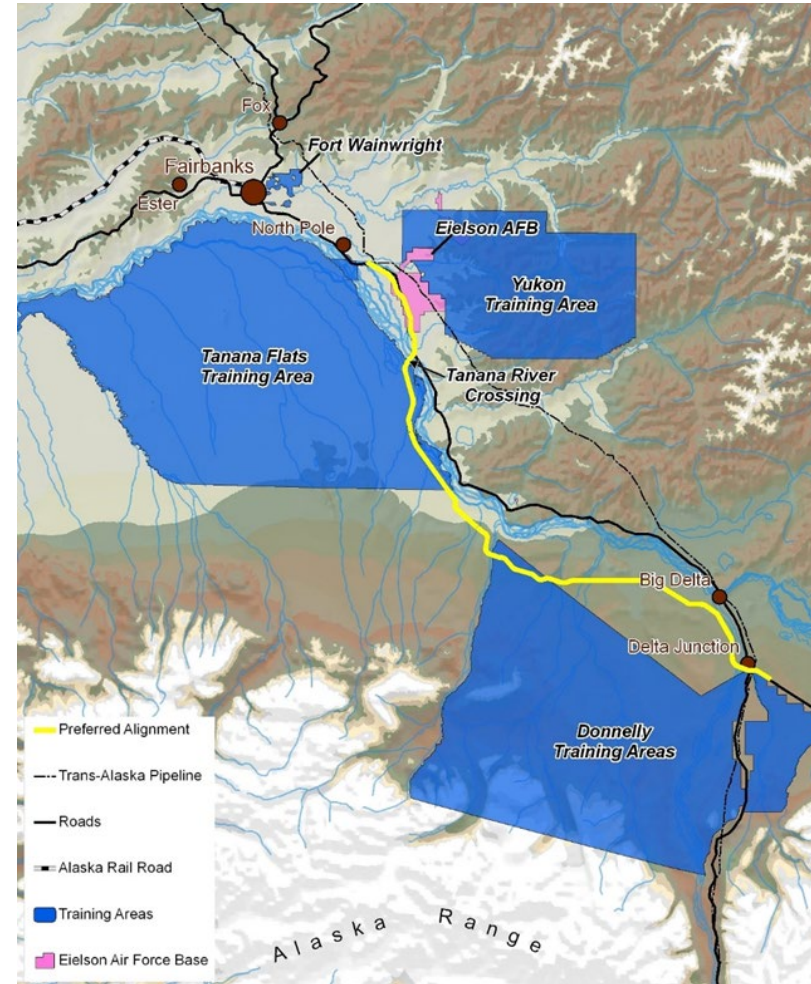 Fox
Fort Wainwright
Fairbanks
Ester
North Pole
Eielson AFB
Yukon
Training Area
Tanana Flats
Training Area
Tanana River
Crossing
Big Delta
Delta Junction
Donnelly
Training Areas
Preferred Alignment
Trans-Alaska Pipeline
Roads
Alaska Rail Road
Training Areas
Eielson Air Force Base
Alaska Range